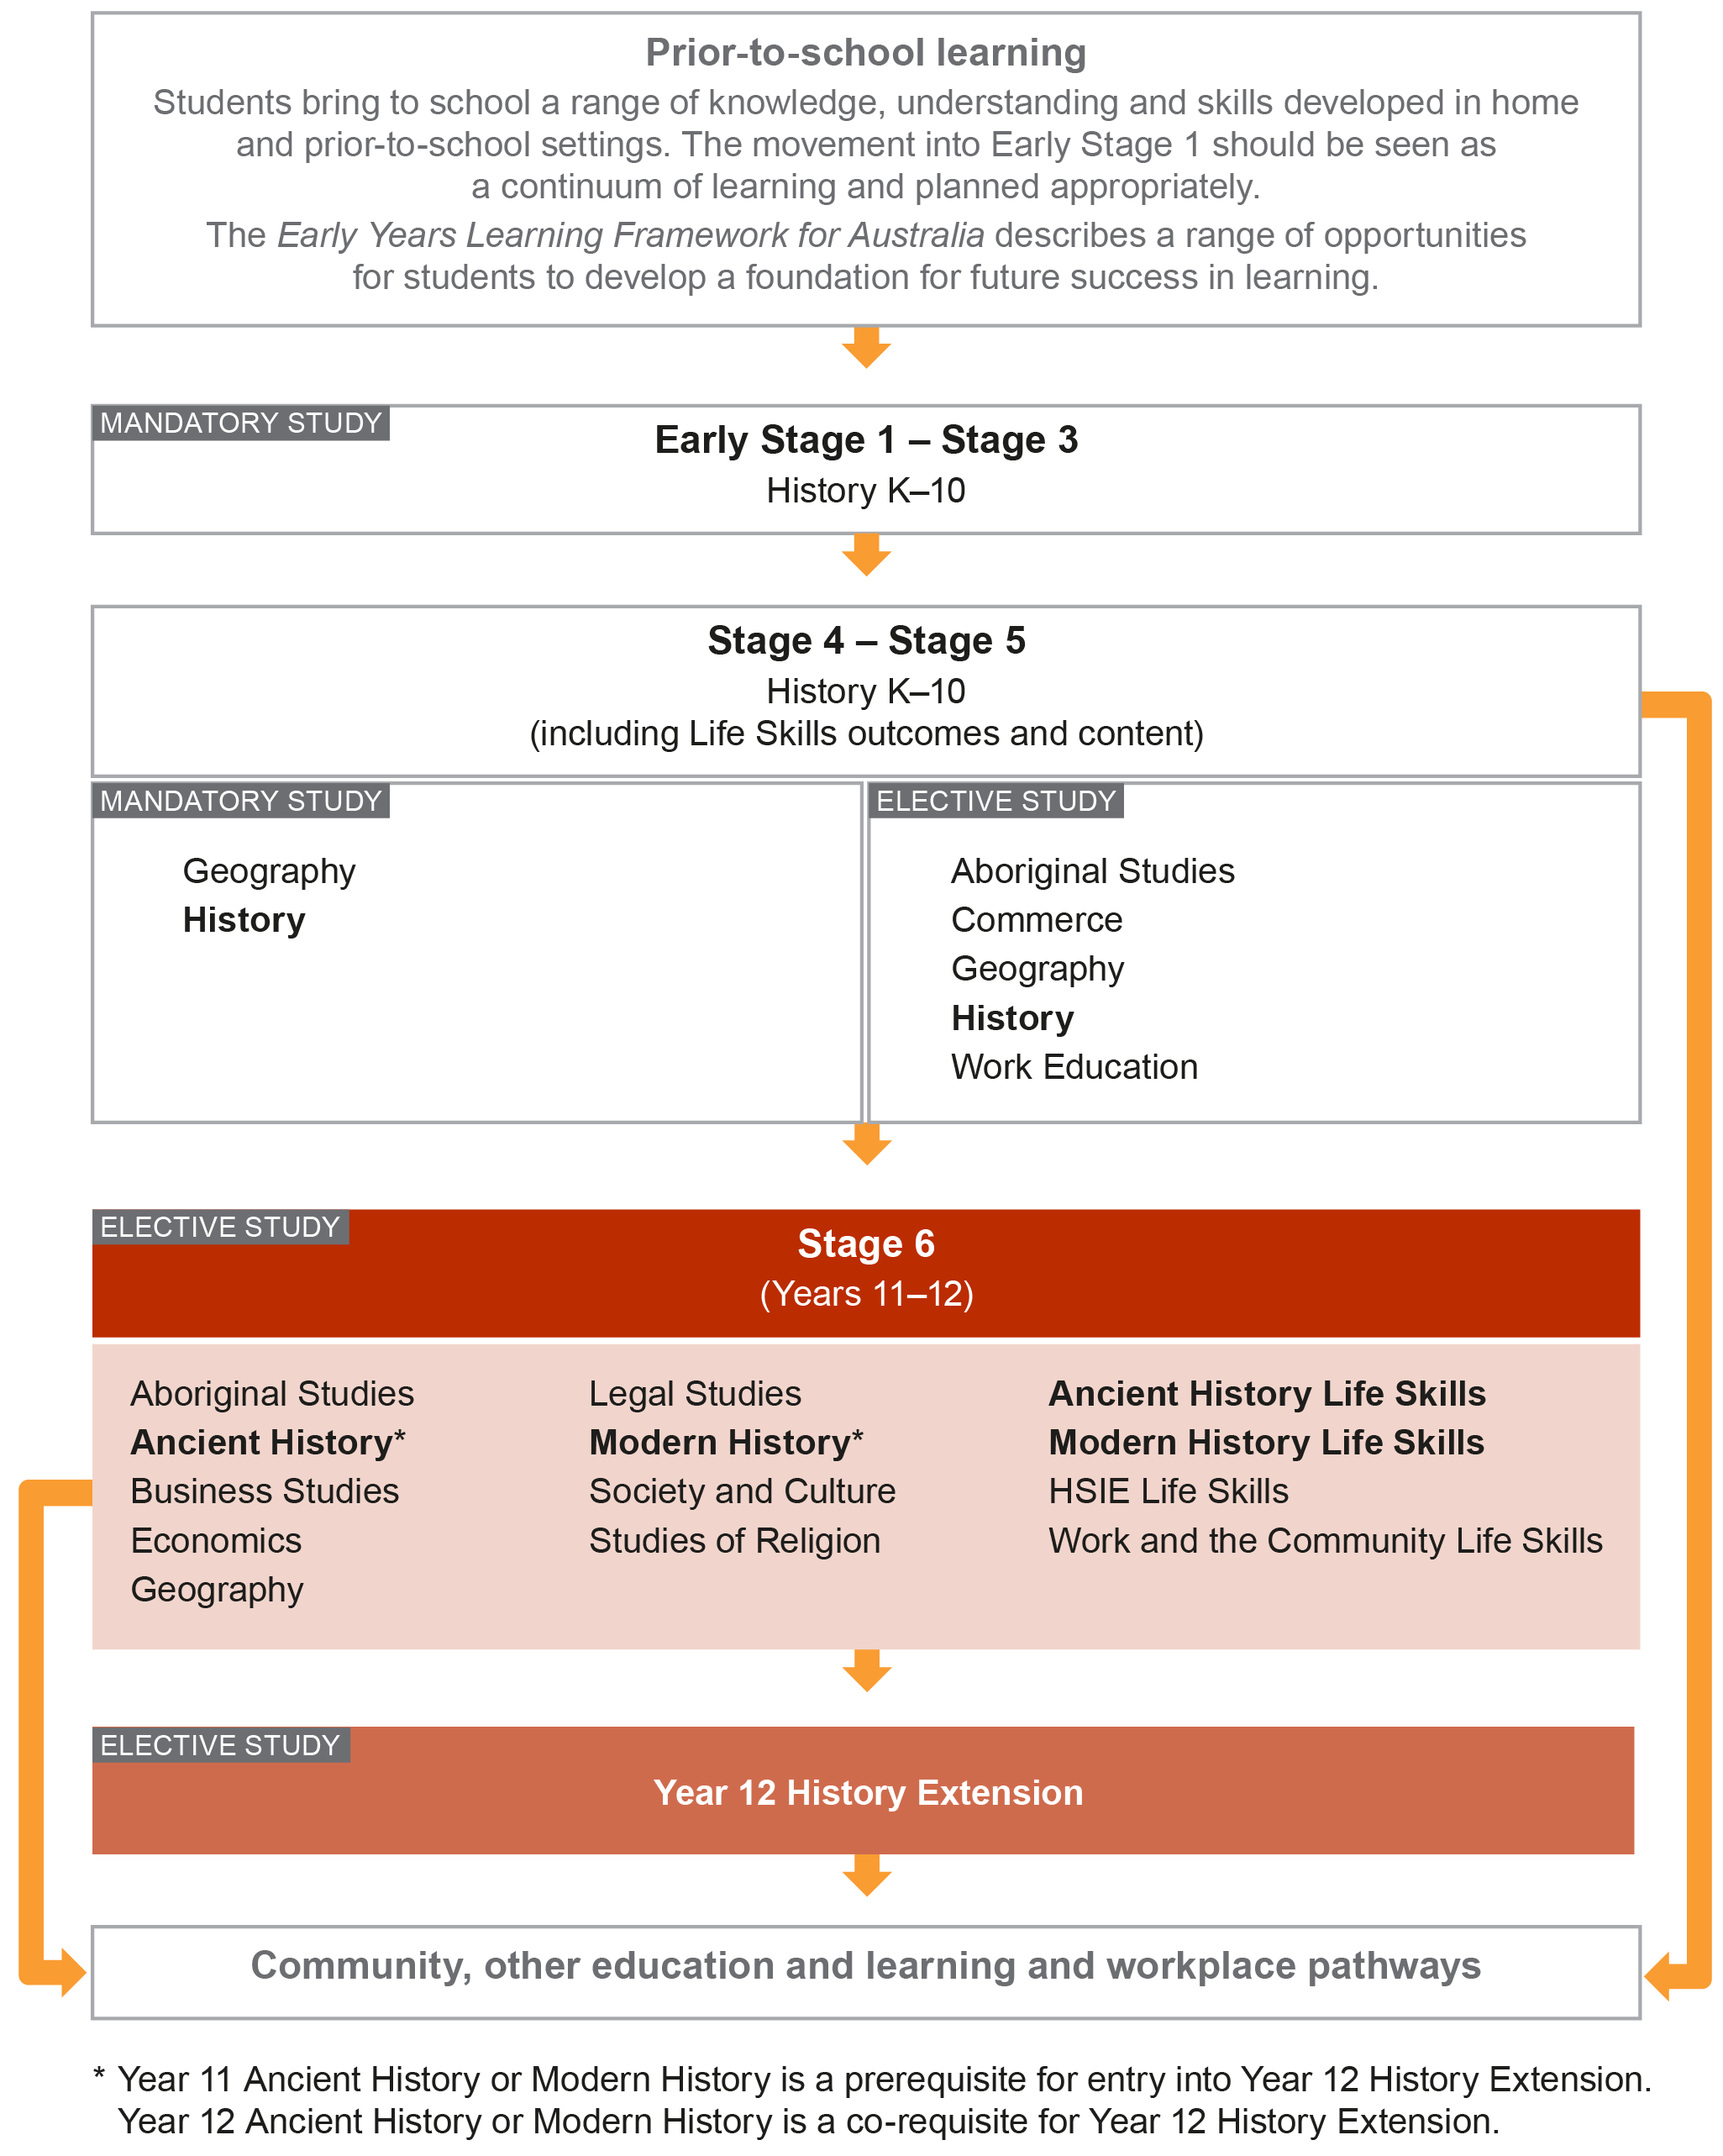 Prior-to-school learning
Students bring to school a range of knowledge, understanding and skills developed in home
and prior-to-school settings. The movement into Early Stage 1 should be seen as
a continuum of learning and planned appropriately.
The Early Years Learning Framework for Australia describes a range of opportunities
for students to develop a foundation for future success in learning.
MANDATORY STUDY
Early Stage 1 – Stage 3
History K–10
Stage 4 – Stage 5
History K–10
(including Life Skills outcomes and content)
MANDATORY STUDY
Geography
History
ELECTIVE STUDY
Aboriginal Studies
Commerce
Geography
History
Work Education
ELECTIVE STUDY
Stage 6
(Years 11–12)
Aboriginal Studies
Ancient History*
Business Studies
Economics
Geography
Legal Studies
Modern History*
Society and Culture
Studies of Religion
Ancient History Life Skills
Modern History Life Skills
HSIE Life Skills
Work and the Community Life Skills
ELECTIVE STUDY
Year 12 History Extension
Community, other education and learning and workplace pathways
* Year 11 Ancient History or Modern History is a prerequisite for entry into Year 12 History Extension.
Year 12 Ancient History or Modern History is a co-requisite for Year 12 History Extension.